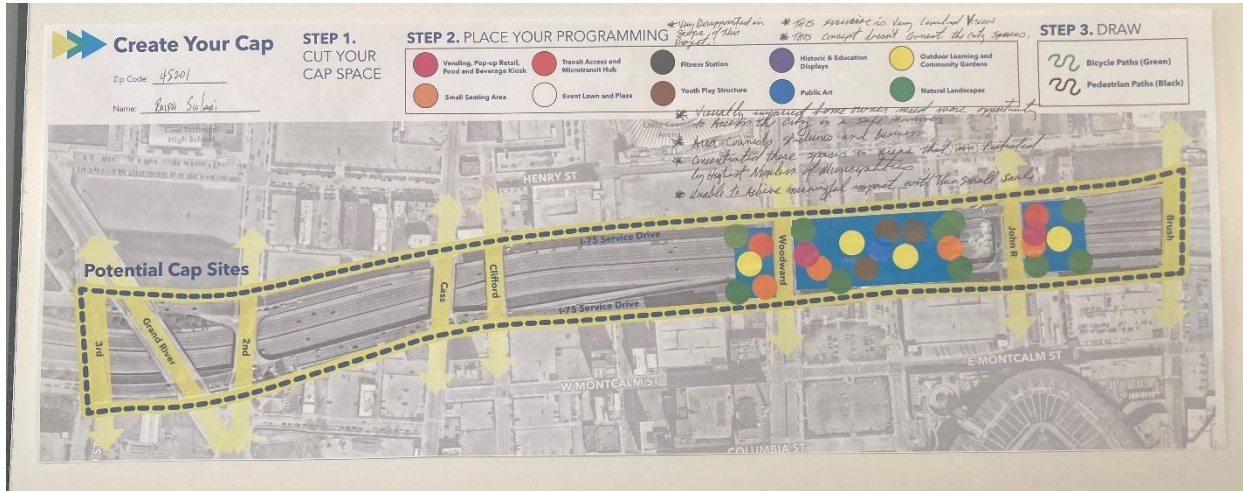 Create Your Cap
Zip Code: 48201
Name:
STEP 1.
CUT YOUR
CAP SPACE
STEP 2. PLACE YOUR PROGRAMMING
Vending, Pop-up Retail,
Food and Beverage Kiosk
Transit Access and
Microtransit Hub
Fitness Station
Historic & Education
Displays
Outdoor Learning and
Community Gardens
Small Seating Area
Event Lawn and Plaza
Youth Play Structure
Public Art
Natural Landscapes
STEP 3. DRAW
Bicycle Paths (Green)
Pedestrian Paths (Black)
* Very Disappointed in
Scope of this
Project!
* THIS exercise is Very Limited Vision
* THIS concept doesn't connect the city spaces.
* Visually impaired home owner need some opportunity
to Access the City in a safe manner
* Area Connects Stadiums and business
* Concentrated these spaces in areas that are
by Highest Numbers of
* Unable to achieve meaningful impact with this small scale
Cass Technical
High School
HENRY ST
Potential Cap Sites
I-75 Service Drive
I-75 Service Drive
3rd
Grand River
2nd
Cass
Clifford
Woodward
John R
Brush
W MONTCALM ST
E MONTCALM ST
COLUMBIA ST